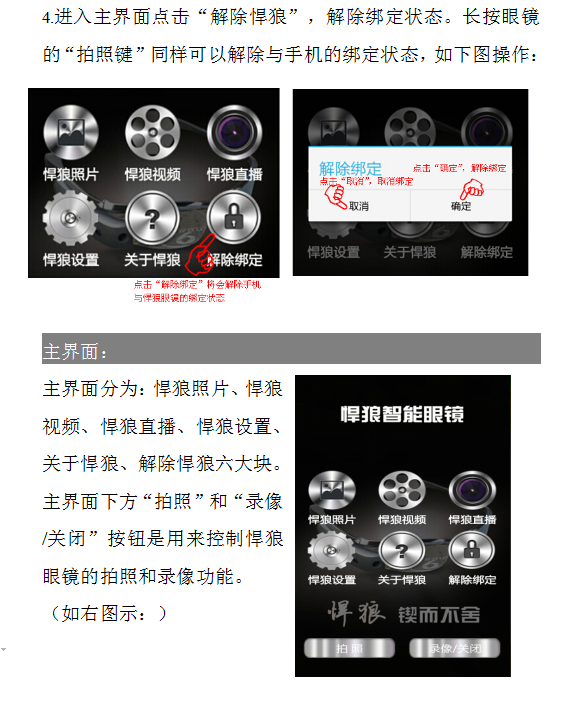 4.进入主界面点击“解除悍狼”，解除绑定状态。长按眼镜
的“拍照键”同样可以解除与手机的绑定状态，如下图操作：
悍狼照片 悍狼视频 悍狼直播
悍狼设置 关于悍狼 解除绑定
点击“解除绑定”将会解除手机
与悍狼眼镜的绑定状态
解除绑定
点击“确定”，解除绑定
点击“取消”，取消绑定
取消 确定
悍狼设置 关于悍狼 解除绑定
主界面：
主界面分为：悍狼照片、悍狼
视频、悍狼直播、悍狼设置、
关于悍狼、解除悍狼六大块。
主界面下方“拍照”和“录像
/关闭”按钮是用来控制悍狼
眼镜的拍照和录像功能。
（如右图示：）
悍狼智能眼镜
悍狼照片 悍狼视频 悍狼直播
悍狼设置 关于悍狼 解除绑定
悍狼 锲而不舍
拍照 录像/关闭